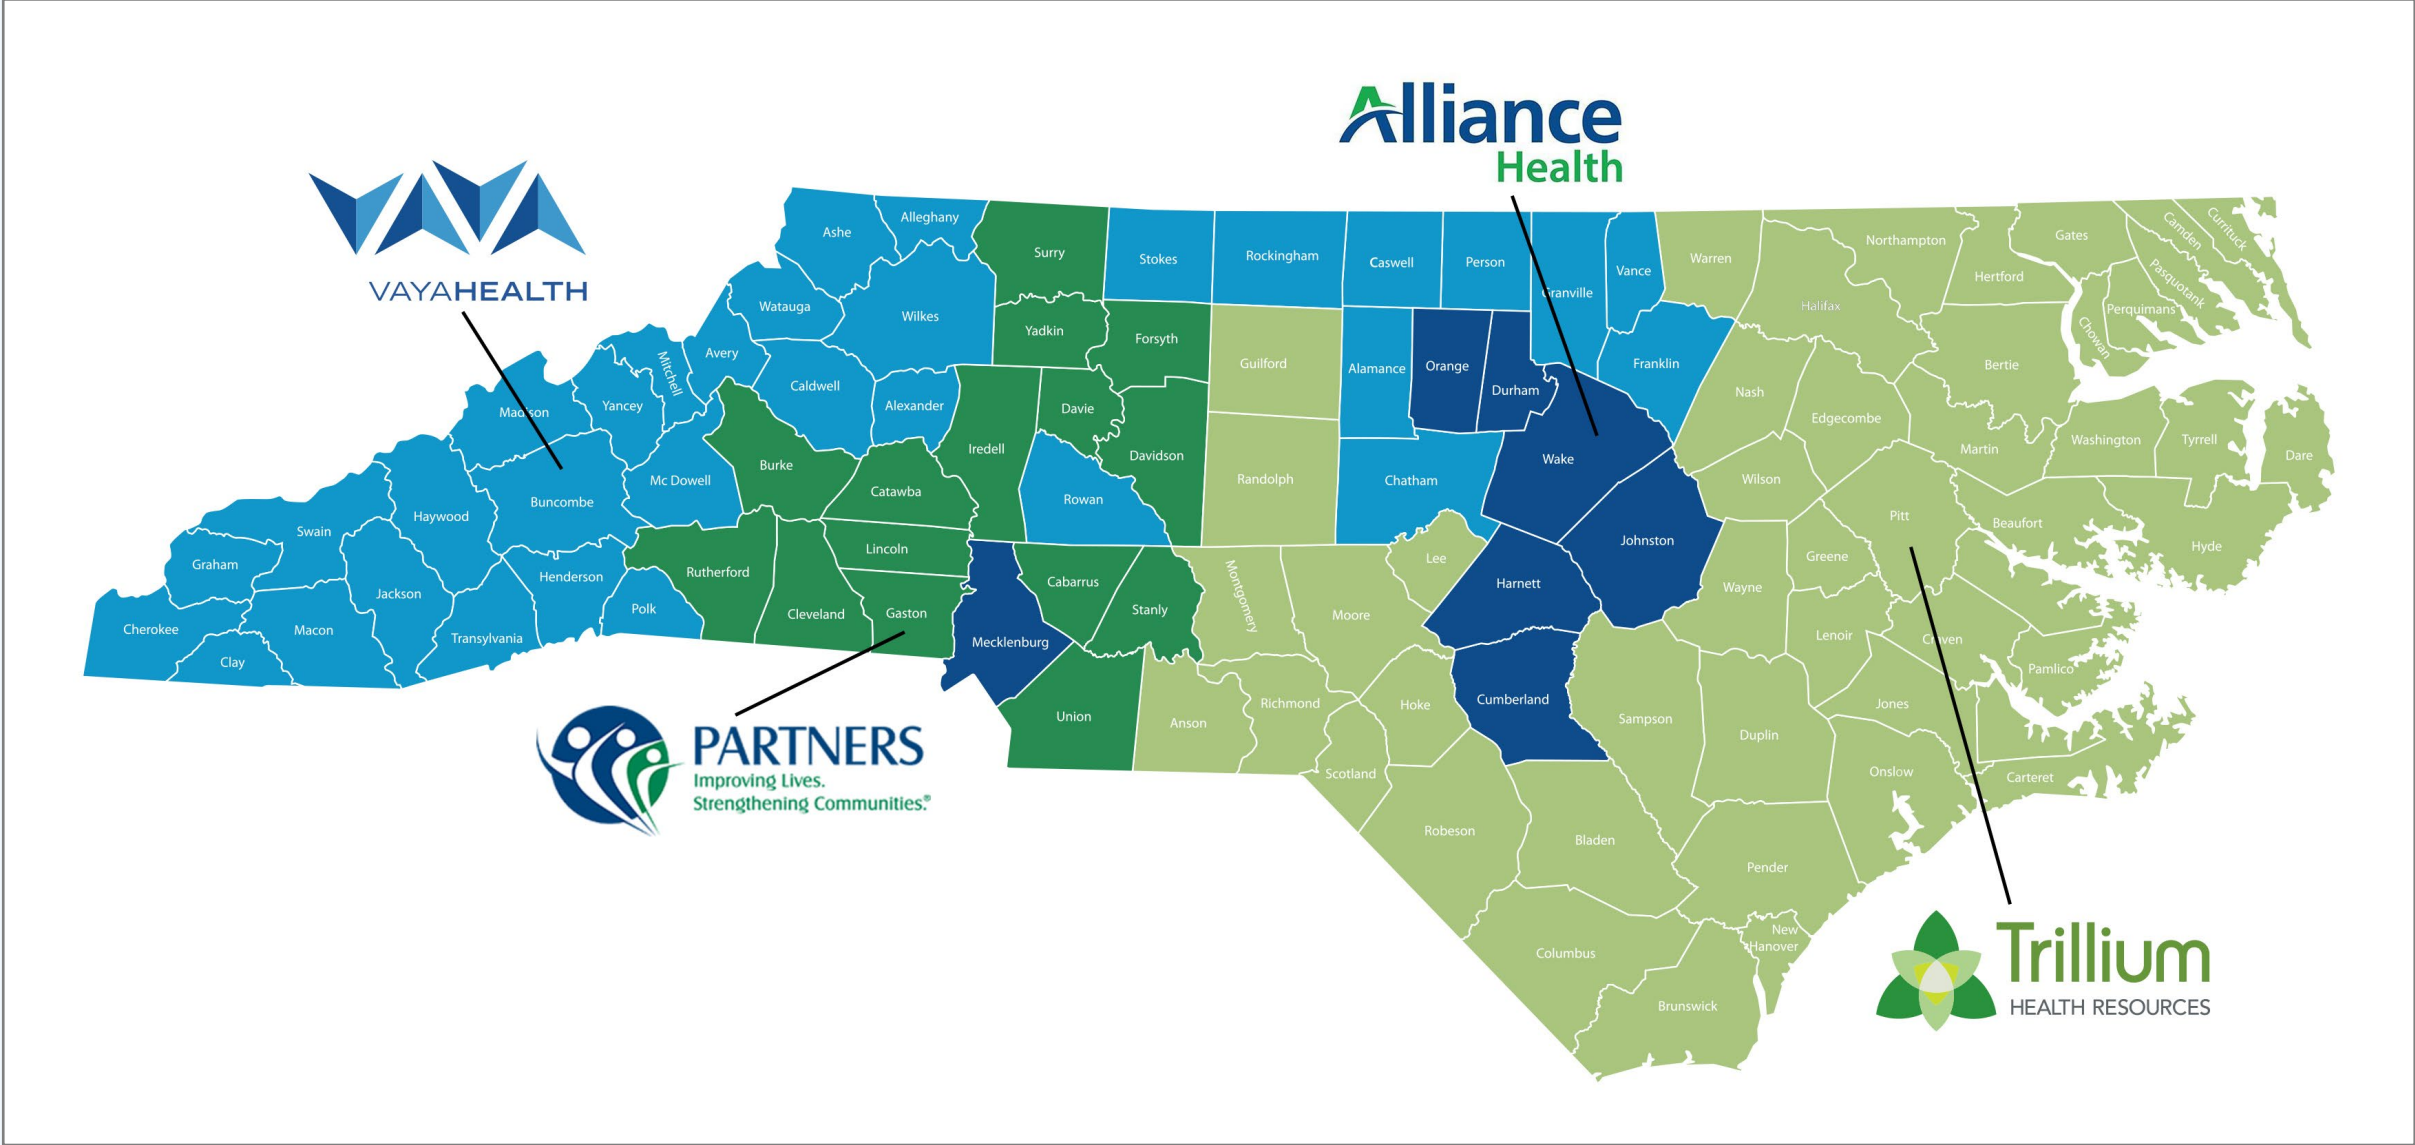 Alliance
Health
VAYAHEALTH
Ashe
Alleghany
Surry
Stokes
Rockingham
Caswell
Person
Granville
Vance
Warren
Northampton
Hertford
Gates
Camden
Currituck
Pasquotank
Perquimans
Chowan
Halifax
Watauga
Wilkes
Yadkin
Forsyth
Guilford
Alamance
Orange
Durham
Franklin
Nash
Edgecombe
Bertie
Martin
Washington
Tyrrell
Dare
Mitchell
Avery
Caldwell
Alexander
Iredell
Davie
Davidson
Randolph
Chatham
Wake
Wilson
Madison
Yancey
Mc Dowell
Burke
Catawba
Rowan
Pitt
Beaufort
Hyde
Swain
Haywood
Buncombe
Graham
Jackson
Henderson
Rutherford
Lincoln
Cabarrus
Stanly
Montgomery
Moore
Lee
Harnett
Johnston
Wayne
Greene
Cherokee
Clay
Macon
Transylvania
Polk
Cleveland
Gaston
Mecklenburg
Lenoir
Craven
Pamlico
Union
Anson
Richmond
Hoke
Cumberland
Sampson
Duplin
Jones
Scotland
Onslow
Carteret
Robeson
Bladen
Pender
Columbus
New
Hanover
Brunswick
PARTNERS
Improving Lives.
Strengthening Communities.®
Trillium
HEALTH RESOURCES